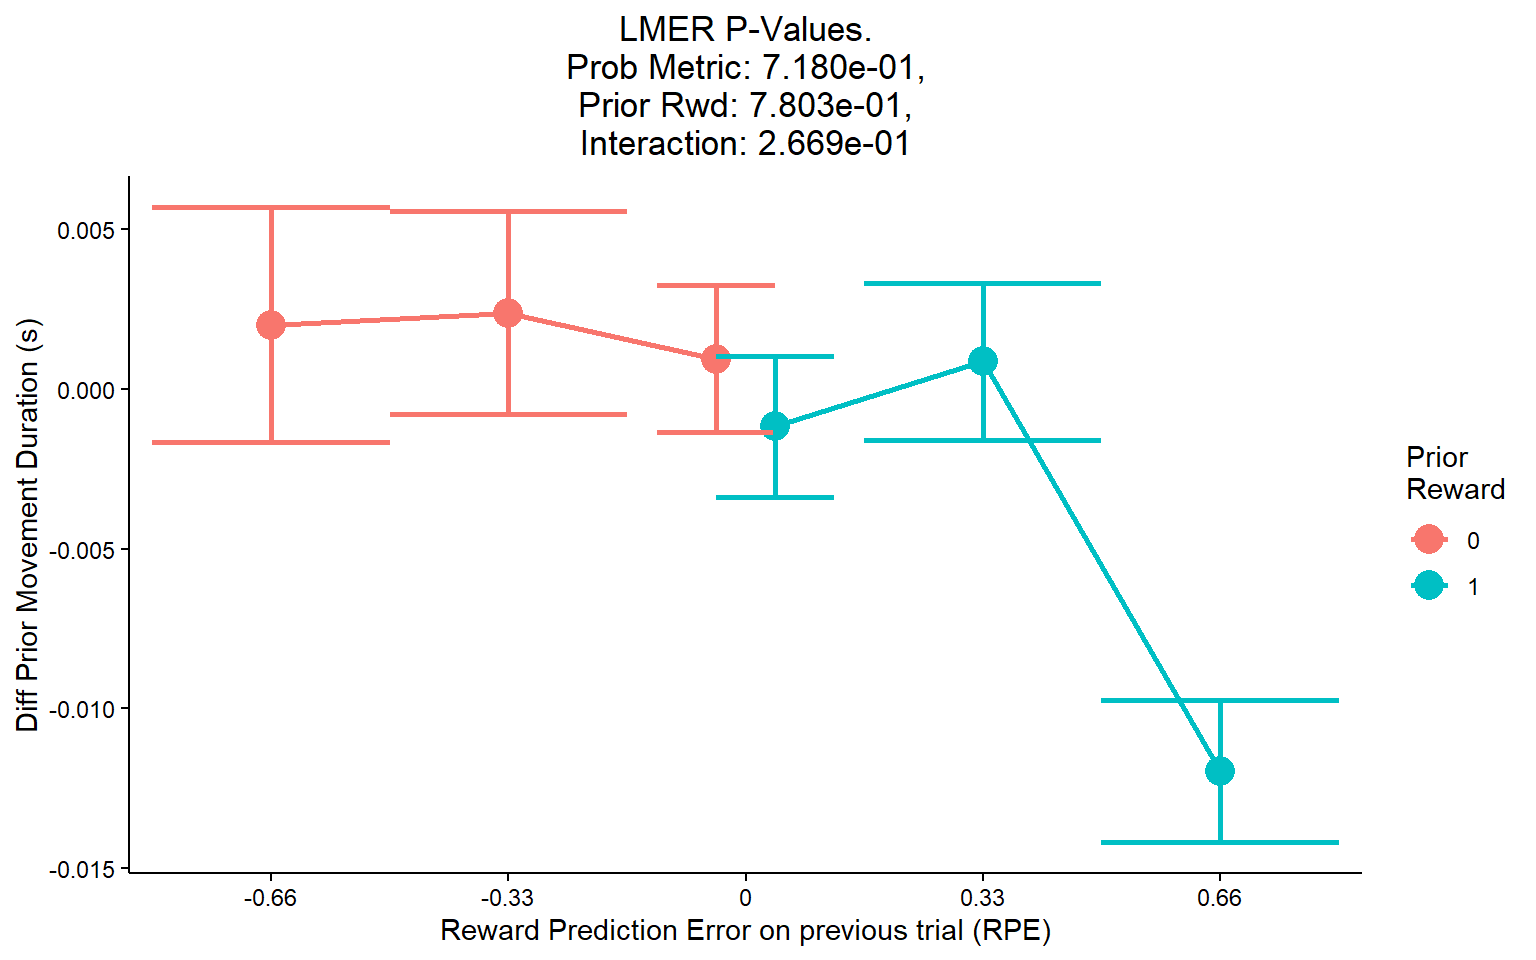 LMER P-Values.
Prob Metric: 7.180e-01,
Prior Rwd: 7.803e-01,
Interaction: 2.669e-01
Diff Prior Movement Duration (s)
0.005
0.000
-0.005
-0.010
-0.015
-0.66
-0.33
0
0.33
0.66
Reward Prediction Error on previous trial (RPE)
Prior
Reward
0
1